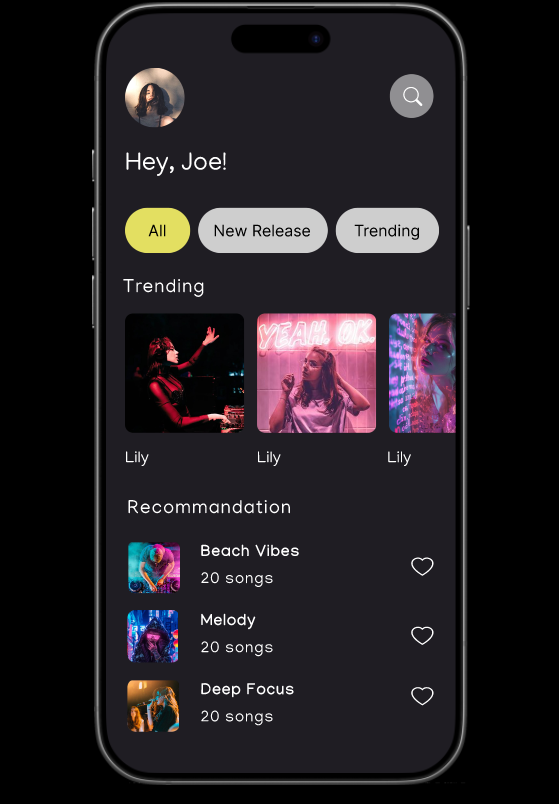 Hey, Joe!
All
New Release
Trending
Trending
YEAH. OK.
Lily
Lily
Lily
Recommandation
Beach Vibes
20 songs
Melody
20 songs
Deep Focus
20 songs